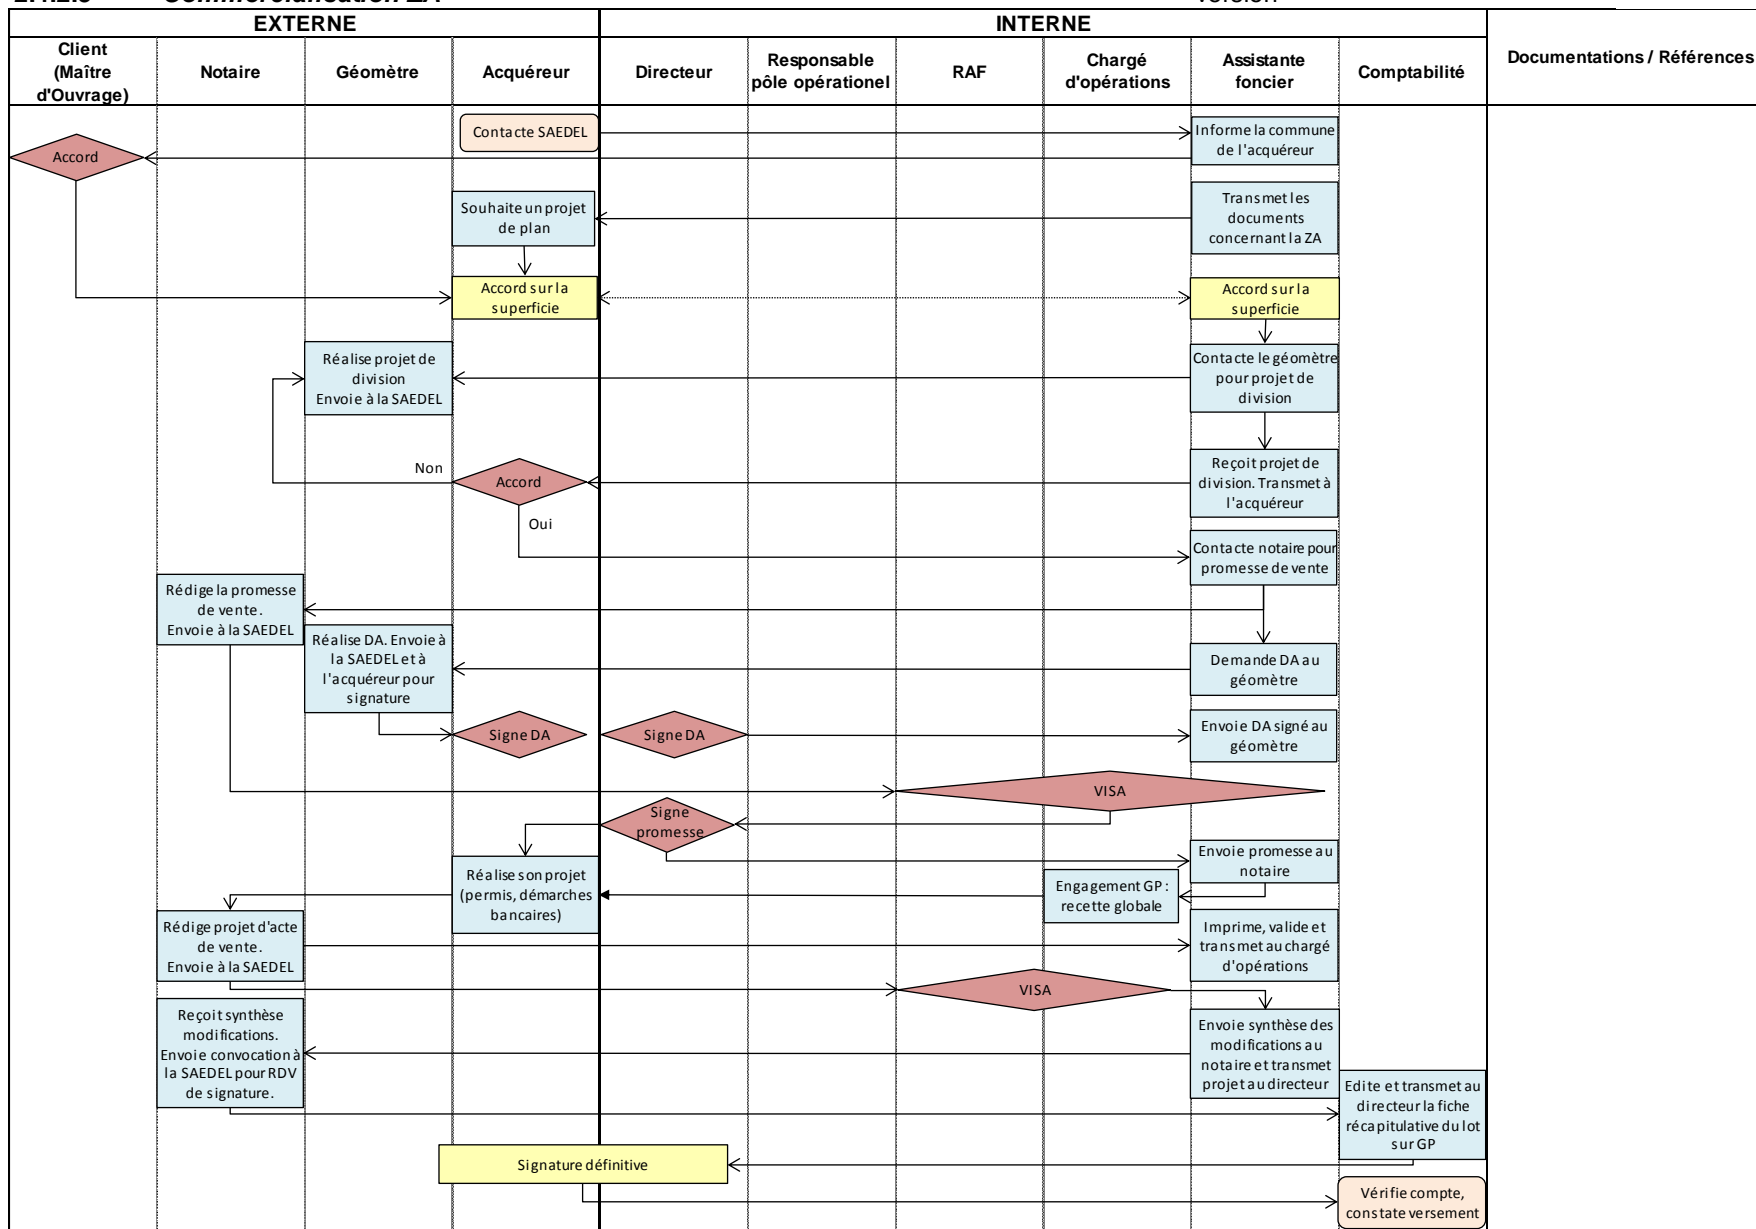 Commercialisation ZA
EXTERNE
INTERNE
Client
(Maître
d'Ouvrage)
Notaire
Géomètre
Acquéreur
Directeur
Responsable
pôle opérationel
RAF
Chargé
d'opérations
Assistante
foncier
Comptabilité
Documentations / Références
Contacte SAEDEL
Informe la commune
de l'acquéreur
Accord
Souhaite un projet
de plan
Transmet les
documents
concernant la ZA
Accord sur la
superficie
Accord sur la
superficie
Réalise projet de
division
Envoie à la SAEDEL
Contacte le géomètre
pour projet de
division
Non
Accord
Reçoit projet de
division. Transmet à
l'acquéreur
Oui
Contacte notaire pour
promesse de vente
Rédige la promesse
de vente.
Envoie à la SAEDEL
Réalise DA. Envoie à
la SAEDEL et à
l'acquéreur pour
signature
Demande DA au
géomètre
Signe DA
Signe DA
Envoie DA signé au
géomètre
VISA
Signe
promesse
Envoie promesse au
notaire
Réalise son projet
(permis, démarches
bancaires)
Engagement GP :
recette globale
Rédige projet d'acte
de vente.
Envoie à la SAEDEL
Imprime, valide et
transmet au chargé
d'opérations
VISA
Reçoit synthèse
modifications.
Envoie convocation à
la SAEDEL pour RDV
de signature.
Envoie synthèse des
modifications au
notaire et transmet
projet au directeur
Edite et transmet au
directeur la fiche
récapitulative du lot
sur GP
Signature définitive
Vérifie compte,
constate versement